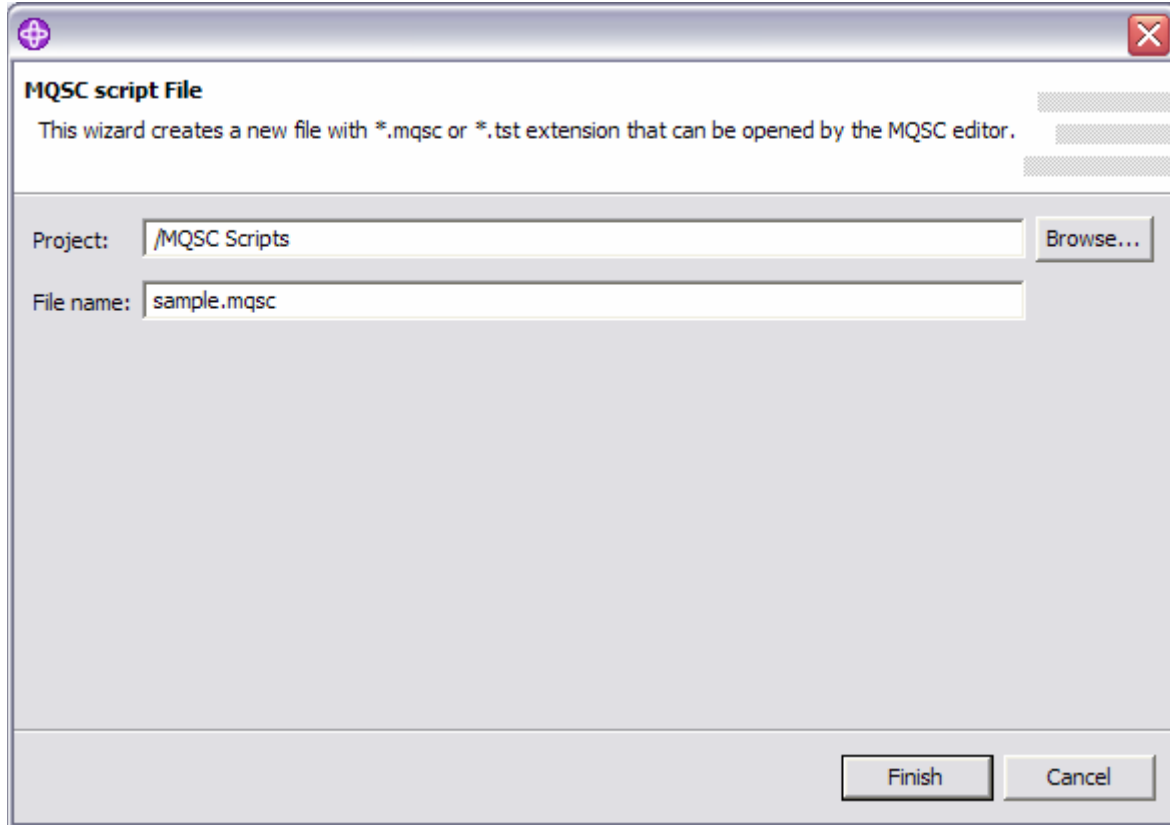 MQSC script File
This wizard creates a new file with *.mqsc or *.tst extension that can be opened by the MQSC editor.
Project: /MQSC Scripts Browse...
File name: sample.mqsc
Finish Cancel